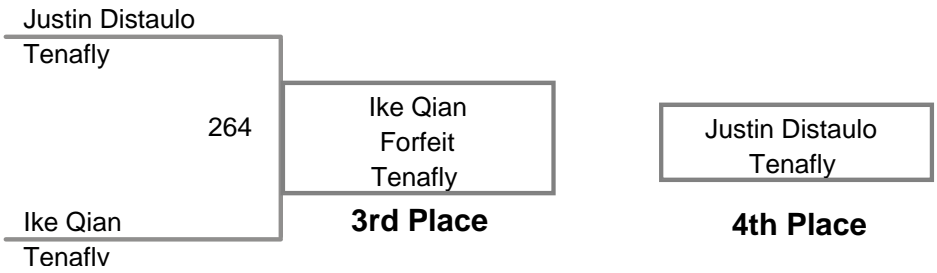 Justin Distaulo
Tenafly
264
Ike Qian
Forfeit
Tenafly
3rd Place
Justin Distaulo
Tenafly
4th Place
Ike Qian
Tenafly